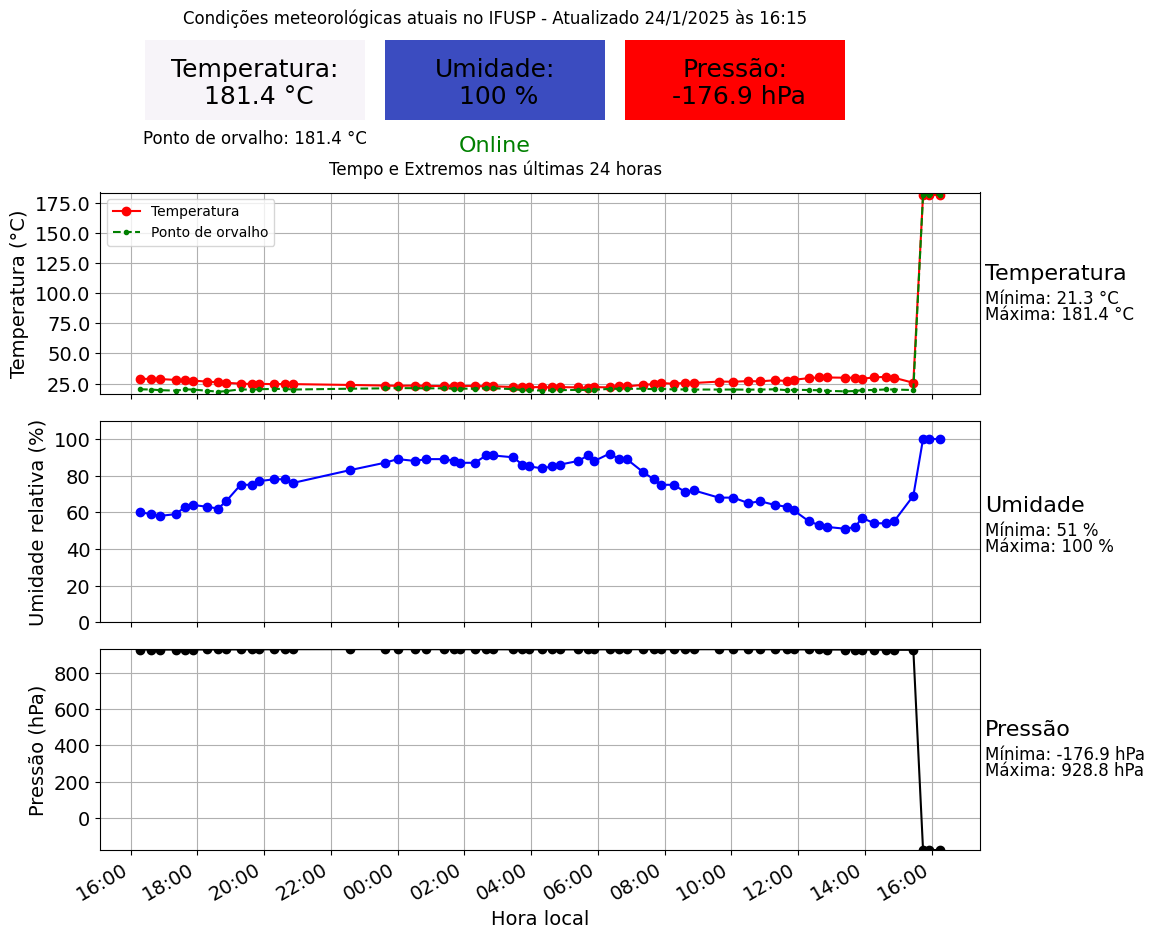 Condições meteorológicas atuais no IFUSP - Atualizado 24/1/2025 às 16:15
Temperatura:
181.4 °C
Umidade:
100 %
Pressão:
-176.9 hPa
Ponto de orvalho: 181.4 °C
Online
Tempo e Extremos nas últimas 24 horas
Temperatura (°C)
175.0
150.0
125.0
100.0
75.0
50.0
25.0
Temperatura
Ponto de orvalho
Temperatura
Mínima: 21.3 °C
Máxima: 181.4 °C
Umidade relativa (%)
100
80
60
40
20
0
Umidade
Mínima: 51 %
Máxima: 100 %
Pressão (hPa)
800
600
400
200
0
Pressão
Mínima: -176.9 hPa
Máxima: 928.8 hPa
16:00 18:00 20:00 22:00 00:00 02:00 04:00 06:00 08:00 10:00 12:00 14:00 16:00
Hora local